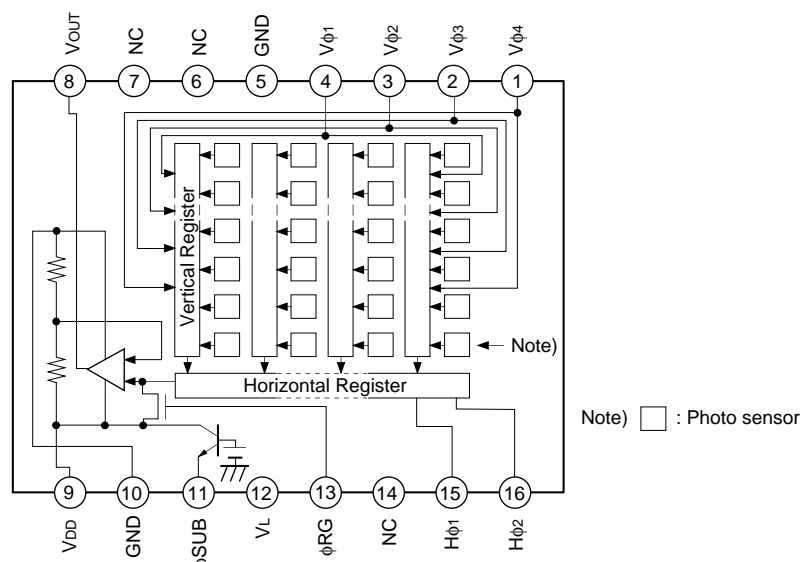 VOUT NC NC GND Vϕ1 Vϕ2 Vϕ3 Vϕ4
8 7 6 5 4 3 2 1
Vertical Register
Note)
Horizontal Register
Note) : Photo sensor
9 10 11 12 13 14 15 16
VDD GND SUB VL ϕRG NC Hϕ1 Hϕ2